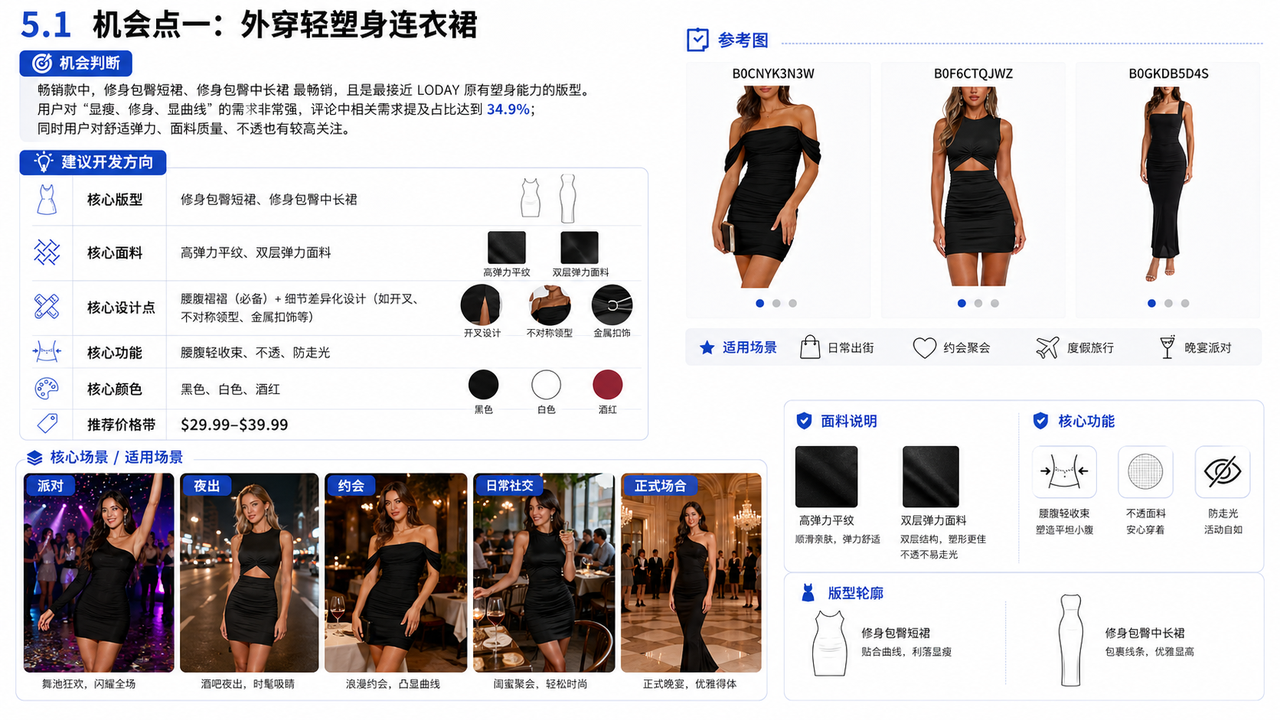 5.1 机会点一：外穿轻塑身连衣裙
机会判断
畅销款中，修身包臀短裙、修身包臀中长裙 最畅销，且是最接近 LODAY 原有塑身能力的版型。
用户对“显瘦、修身、显曲线”的需求非常强，评论中相关需求提及占比达到 34.9%；
同时用户对舒适弹力、面料质量、不透也有较高关注。
建议开发方向
核心版型
修身包臀短裙、修身包臀中长裙
核心面料
高弹力平纹、双层弹力面料
高弹力平纹
双层弹力面料
核心设计点
腰腹褶褶（必备）+ 细节差异化设计（如开叉、
不对称领型、金属扣饰等）
开叉设计
不对称领型
金属扣饰
核心功能
腰腹轻收束、不透、防走光
核心颜色
黑色、白色、酒红
黑色
白色
酒红
推荐价格带
$29.99–$39.99
核心场景 / 适用场景
派对
夜出
约会
日常社交
正式场合
舞池狂欢，闪耀全场
酒吧夜出，时髦吸睛
浪漫约会，凸显曲线
闺蜜聚会，轻松时尚
正式晚宴，优雅得体
参考图
B0CNYK3N3W
B0F6CTQJWZ
B0GKDB5D4S
适用场景
日常出街
约会聚会
度假旅行
晚宴派对
面料说明
高弹力平纹
顺滑亲肤，弹力舒适
双层弹力面料
双层结构，塑形更佳
不透不易走光
核心功能
腰腹轻收束
塑造平坦小腹
不透面料
安心穿着
防走光
活动自如
版型轮廓
修身包臀短裙
贴合曲线，利落显瘦
修身包臀中长裙
包裹线条，优雅显高